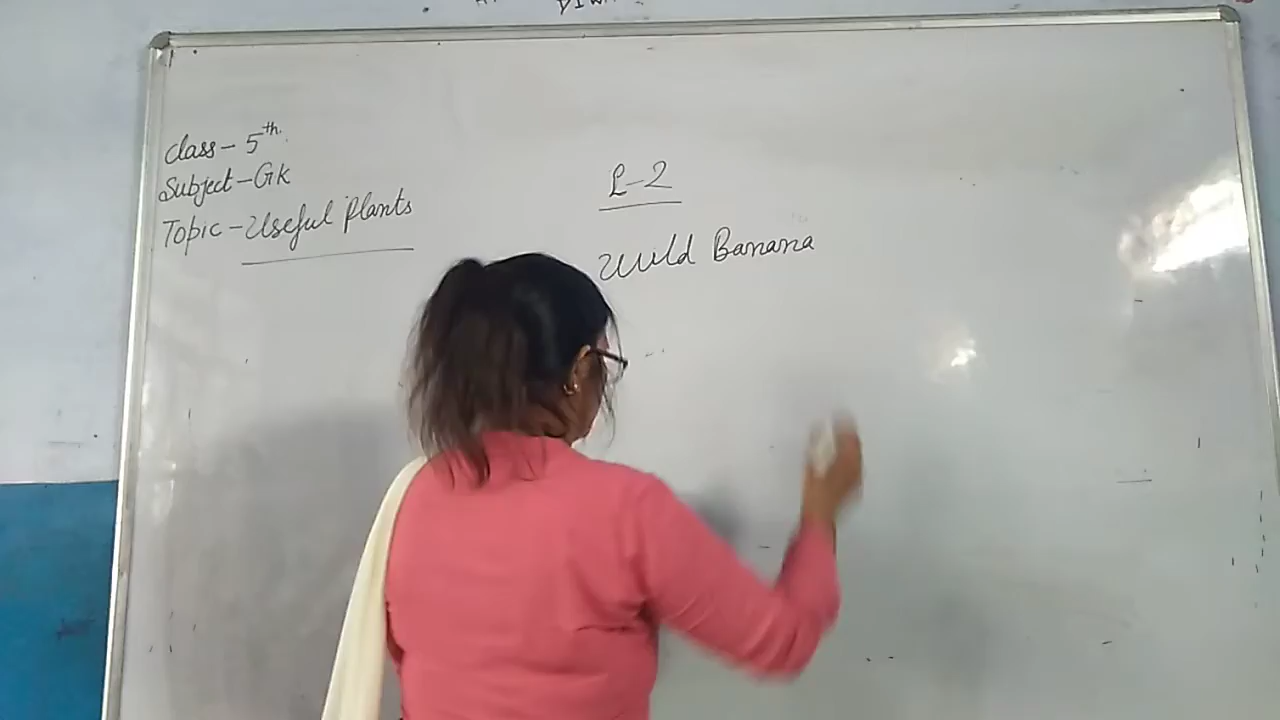 Class- 5th.
Subject-Gk
Topic-Useful Plants
L-2
Wild Banana